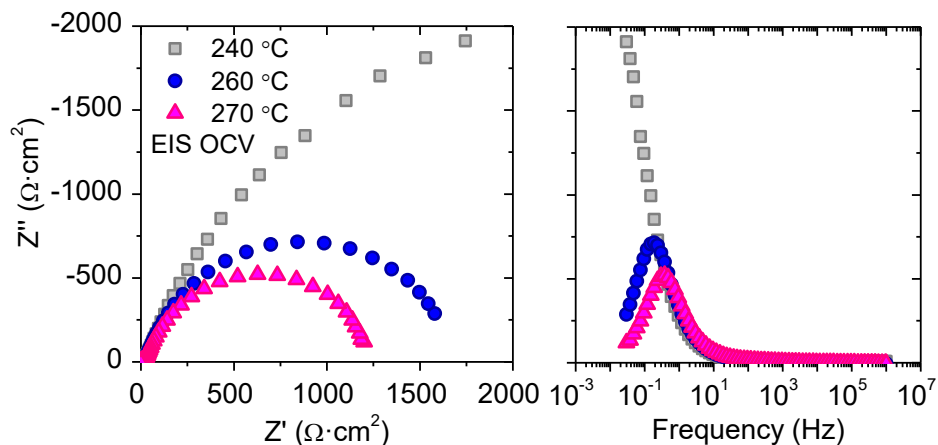 -2000
-1500
-1000
-500
0
Z'' (Ω·cm²)
240 °C
260 °C
270 °C
EIS OCV
0 500 1000 1500 2000
Z' (Ω·cm²)
10⁻³ 10⁻¹ 10¹ 10³ 10⁵ 10⁷
Frequency (Hz)